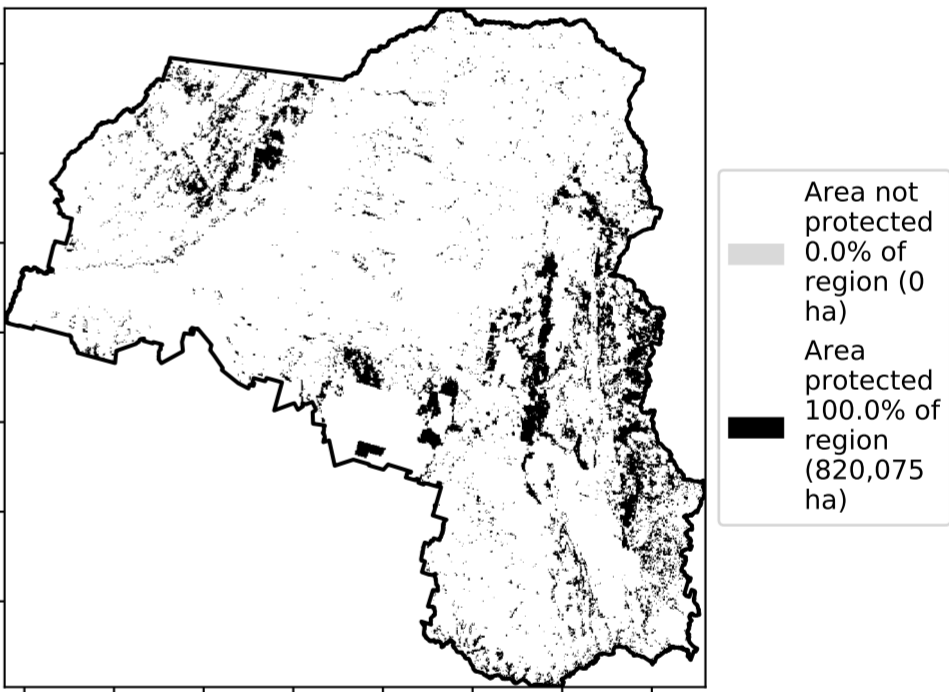 Area not
protected
0.0% of
region (0
ha)
Area
protected
100.0% of
region
(820,075
ha)